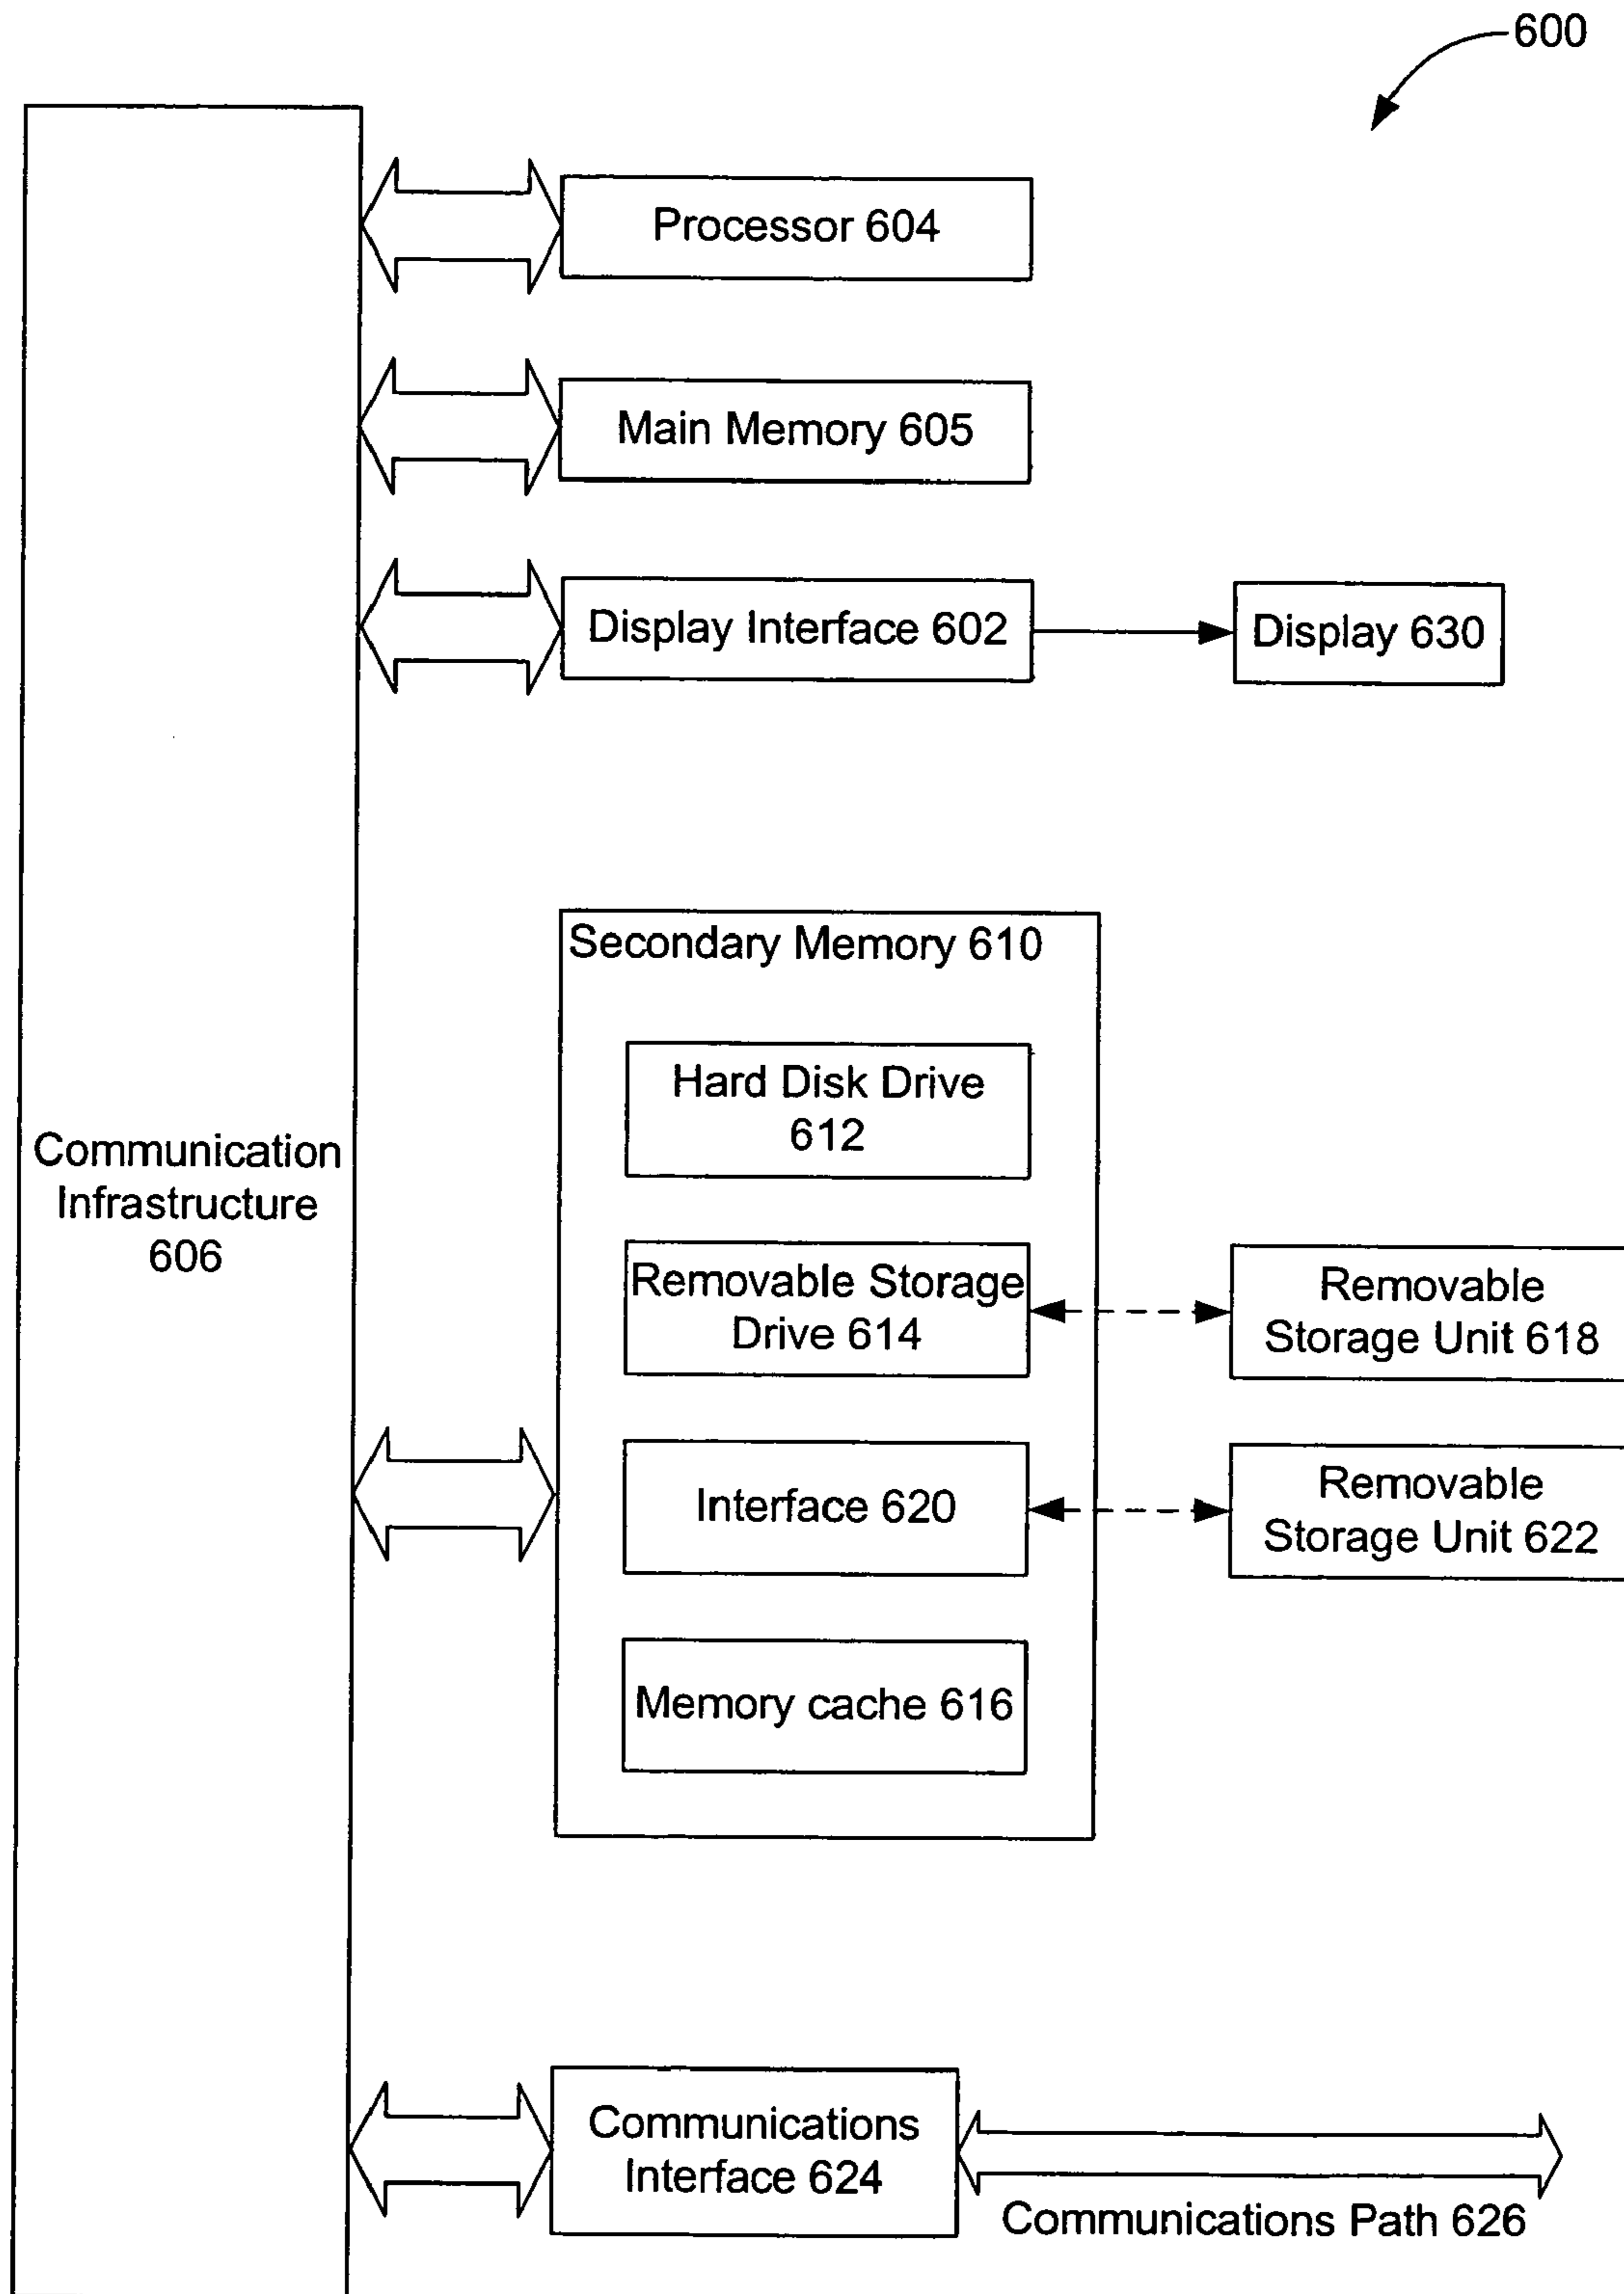 600
Processor 604
Main Memory 605
Display Interface 602
Display 630
Secondary Memory 610
Hard Disk Drive
612
Communication
Infrastructure
606
Removable Storage
Drive 614
Removable
Storage Unit 618
Interface 620
Removable
Storage Unit 622
Memory cache 616
Communications
Interface 624
Communications Path 626